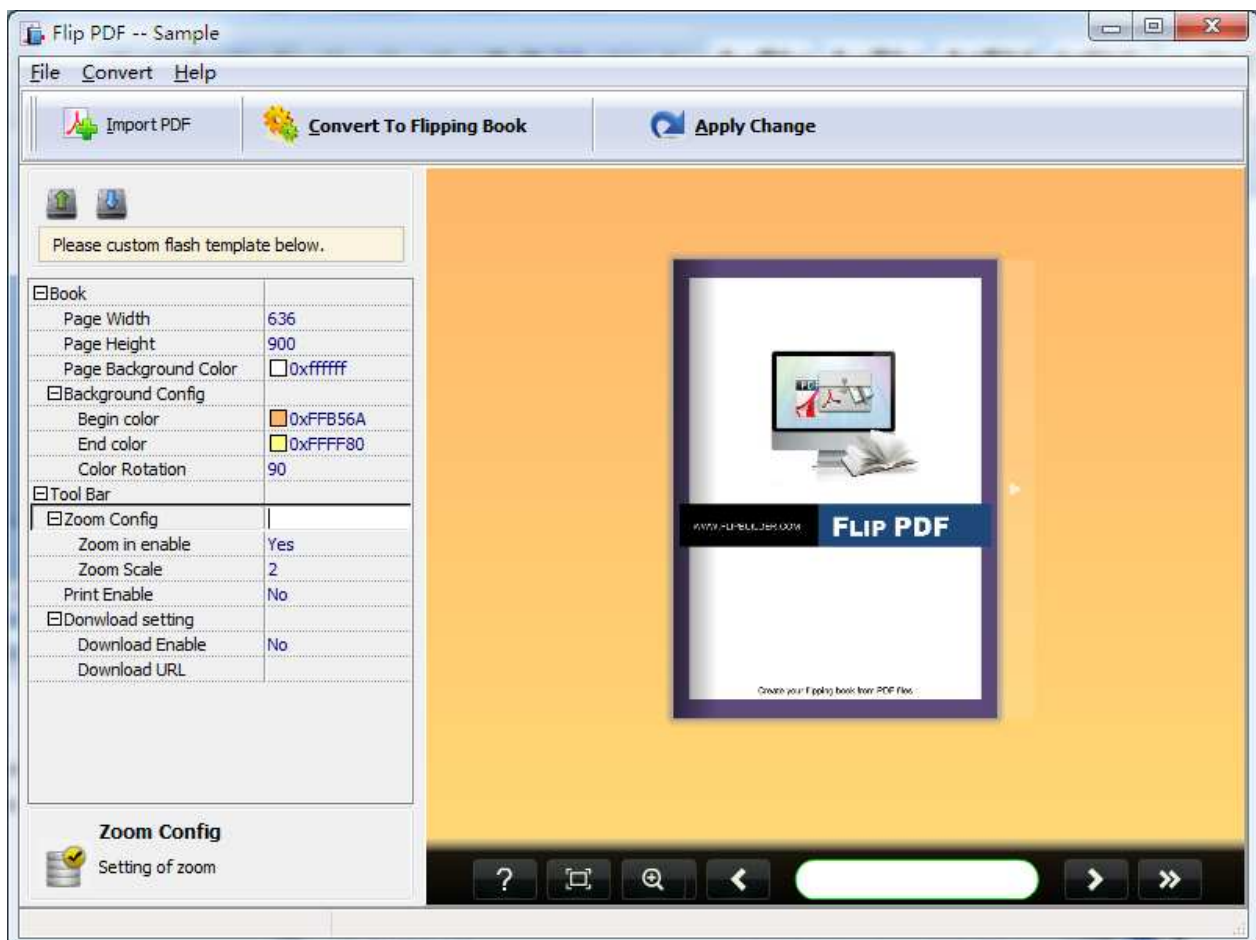 Flip PDF -- Sample
File Convert Help
Import PDF Convert To Flipping Book Apply Change
Please custom flash template below.
Book
Page Width 636
Page Height 900
Page Background Color 0xffffff
Background Config
Begin color 0xFFB56A
End color 0xFFFF80
Color Rotation 90
Tool Bar
Zoom Config
Zoom in enable Yes
Zoom Scale 2
Print Enable No
Donwload setting
Download Enable No
Download URL
Zoom Config
Setting of zoom
WWW.FLIPBUILDER.COM FLIP PDF
Create your flipping book from PDF files
?